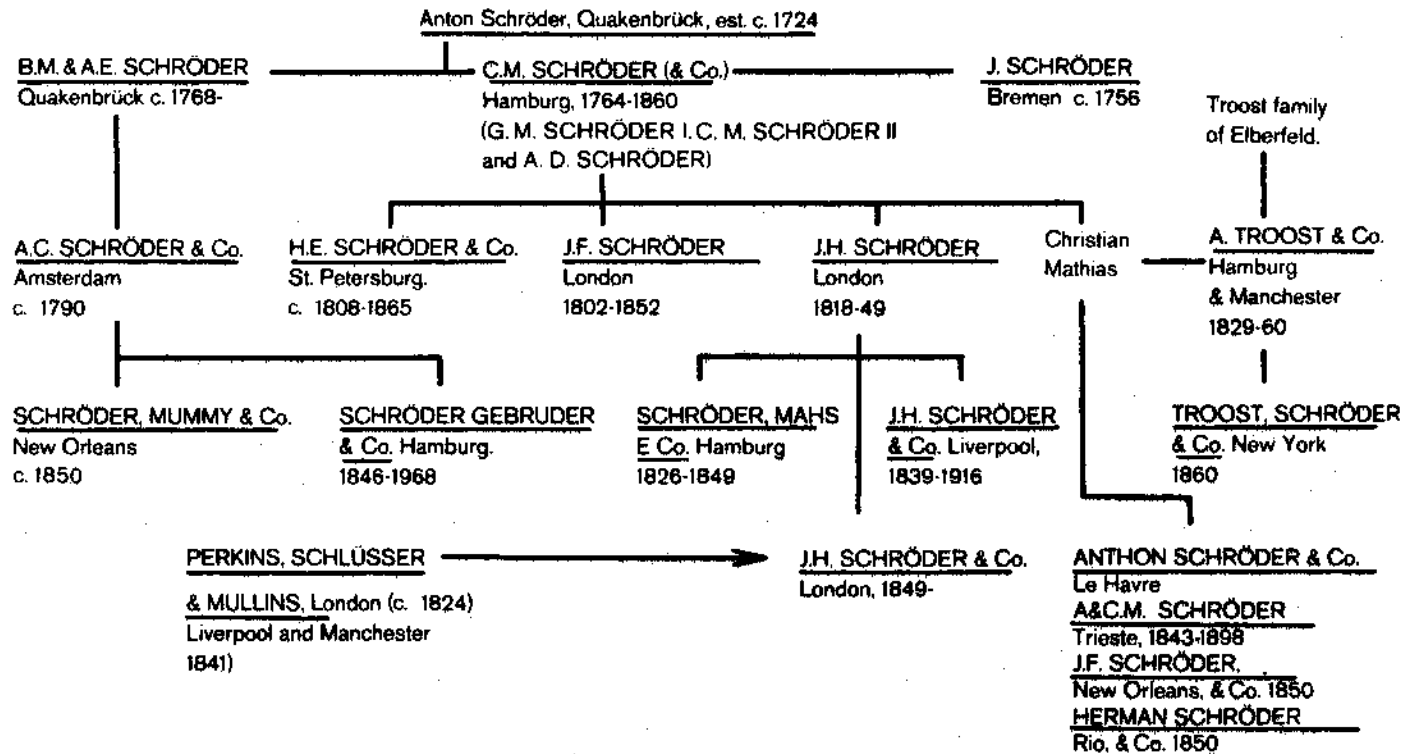 Anton Schröder, Quakenbrück, est. c. 1724
B.M. & A.E. SCHRÖDER
Quakenbrück c. 1768-
C.M. SCHRÖDER (& Co.)
Hamburg, 1764-1860
(G. M. SCHRÖDER I. C. M. SCHRÖDER II
and A. D. SCHRÖDER)
J. SCHRÖDER
Bremen c. 1756
Troost family
of Elberfeld.
A.C. SCHRÖDER & Co.
Amsterdam
c. 1790
H.E. SCHRÖDER & Co.
St. Petersburg.
c. 1808-1865
J.F. SCHRÖDER
London
1802-1852
J.H. SCHRÖDER
London
1818-49
Christian
Mathias
A. TROOST & Co.
Hamburg
& Manchester
1829-60
SCHRÖDER, MUMMY & Co.
New Orleans
c. 1850
SCHRÖDER GEBRUDER
& Co. Hamburg.
1846-1968
SCHRÖDER, MAHS
E Co. Hamburg
1826-1849
J.H. SCHRÖDER
& Co. Liverpool,
1839-1916
TROOST, SCHRÖDER
& Co. New York
1860
PERKINS, SCHLÜSSER
& MULLINS, London (c. 1824)
Liverpool and Manchester
1841)
J.H. SCHRÖDER & Co.
London, 1849-
ANTHON SCHRÖDER & Co.
Le Havre
A&C.M. SCHRÖDER
Trieste, 1843-1898
J.F. SCHRÖDER,
New Orleans, & Co. 1850
HERMAN SCHRÖDER
Rio, & Co. 1850